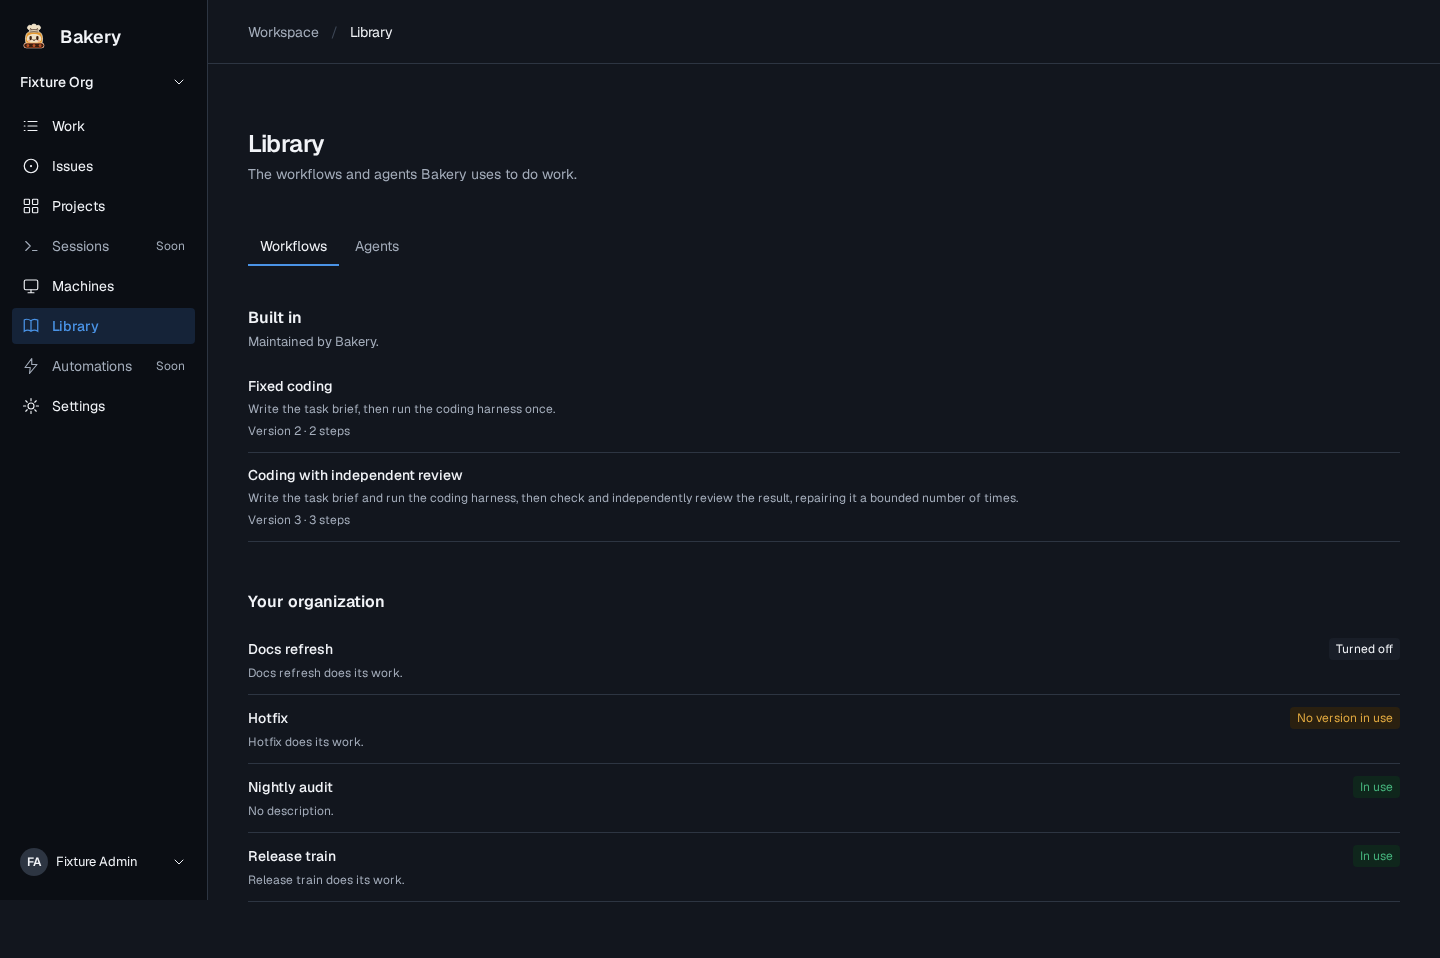 Bakery
Fixture Org
Work
Issues
Projects
Sessions Soon
Machines
Library
Automations Soon
Settings
FA Fixture Admin
Workspace / Library
Library
The workflows and agents Bakery uses to do work.
Workflows Agents
Built in
Maintained by Bakery.
Fixed coding
Write the task brief, then run the coding harness once.
Version 2 · 2 steps
Coding with independent review
Write the task brief and run the coding harness, then check and independently review the result, repairing it a bounded number of times.
Version 3 · 3 steps
Your organization
Docs refresh Turned off
Docs refresh does its work.
Hotfix No version in use
Hotfix does its work.
Nightly audit In use
No description.
Release train In use
Release train does its work.